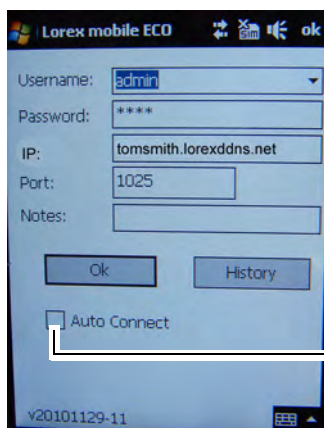 Lorex mobile ECO ok
Username: admin
Password: ****
IP: tomsmith.lorexddns.net
Port: 1025
Notes:
Ok History
Auto Connect
v20101129-11